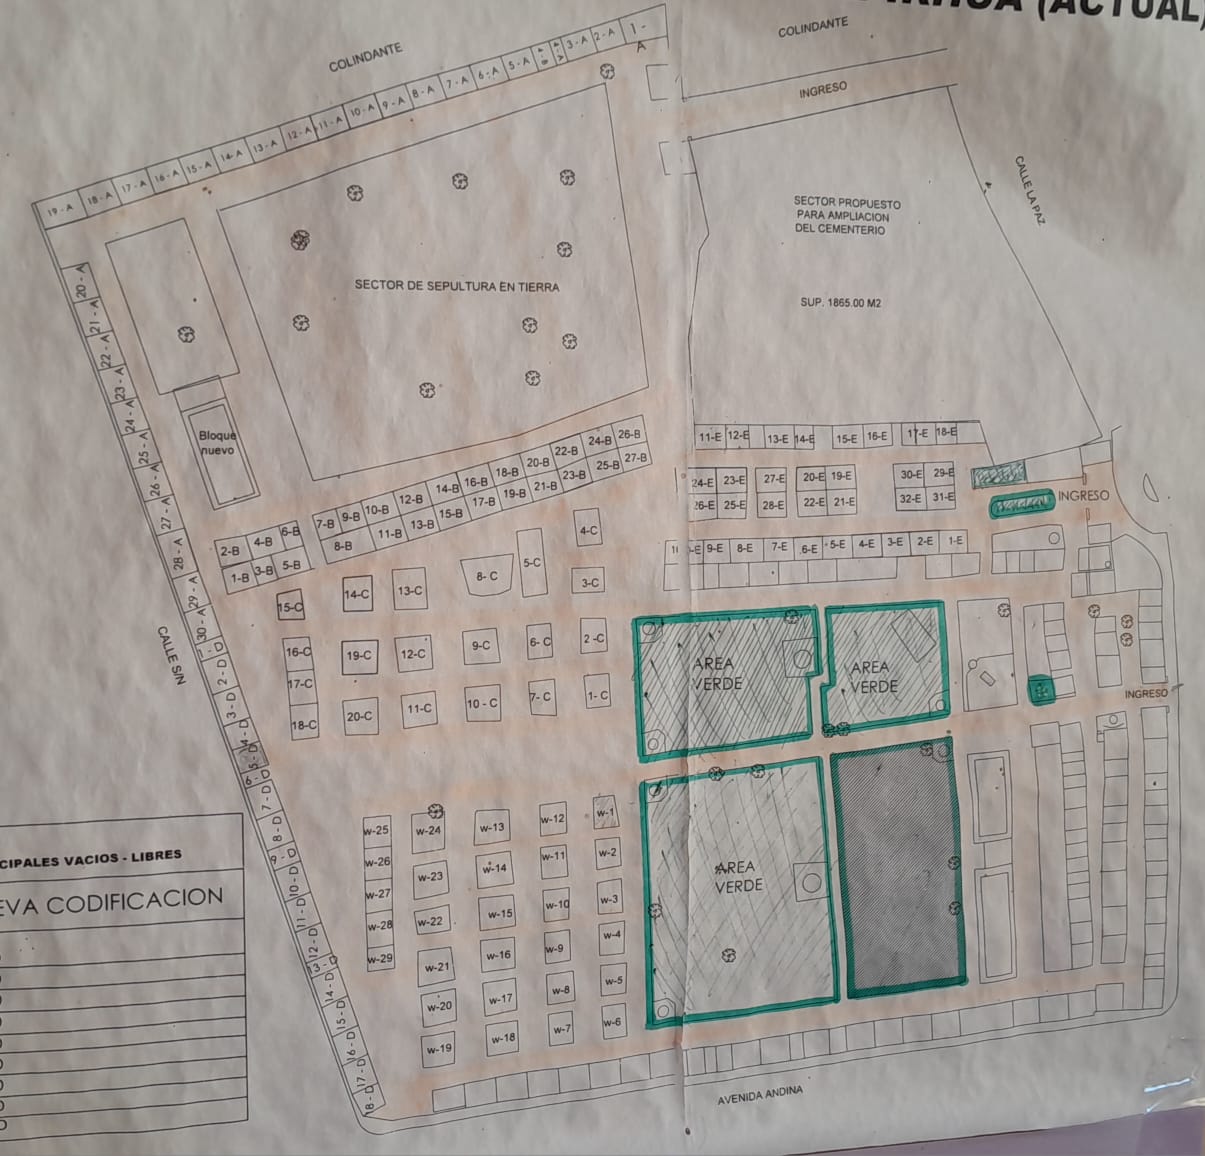 (ACTUAL)
COLINDANTE
COLINDANTE
INGRESO
CALLE LA PAZ
1 - A
2 - A
3 - A
5 - A
6 - A
7 - A
8 - A
9 - A
10 - A
11 - A
12 - A
13 - A
14 - A
15 - A
16 - A
17 - A
18 - A
19 - A
20 - A
21 - A
22 - A
23 - A
24 - A
25 - A
26 - A
27 - A
28 - A
29 - A
30 - A
SECTOR PROPUESTO
PARA AMPLIACION
DEL CEMENTERIO
SUP. 1865.00 M2
SECTOR DE SEPULTURA EN TIERRA
Bloque
nuevo
26-B
24-B
22-B
20-B
18-B
16-B
14-B
12-B
10-B
9-B
7-B
6-B
4-B
2-B
27-B
25-B
23-B
21-B
19-B
17-B
15-B
13-B
11-B
8-B
5-B
3-B
1-B
11-E 12-E 13-E 14-E 15-E 16-E 17-E 18-E
24-E 23-E 27-E 20-E 19-E 30-E 29-E
26-E 25-E 28-E 22-E 21-E 32-E 31-E
INGRESO
9-E 8-E 7-E 6-E 5-E 4-E 3-E 2-E 1-E
4-C
5-C
8- C
3-C
13-C
14-C
15-C
16-C
19-C
12-C
9-C
6- C
2 -C
17-C
18-C
20-C
11-C
10 - C
7- C
1- C
AREA
VERDE
AREA
VERDE
INGRESO
CALLE S/N
2 - D
3 - D
4 - D
5 - D
6 - D
7 - D
8 - D
9 - D
10 - D
11 - D
12 - D
13 - D
14 - D
15 - D
16 - D
17 - D
18 - D
w-25 w-24 w-13 w-12 w-1
w-26 w-23 w-14 w-11 w-2
w-27 w-22 w-15 w-10 w-3
w-28 w-21 w-16 w-9 w-4
w-29 w-20 w-17 w-8 w-5
w-19 w-18 w-7 w-6
AREA
VERDE
CIPALES VACIOS - LIBRES
EVA CODIFICACION
AVENIDA ANDINA